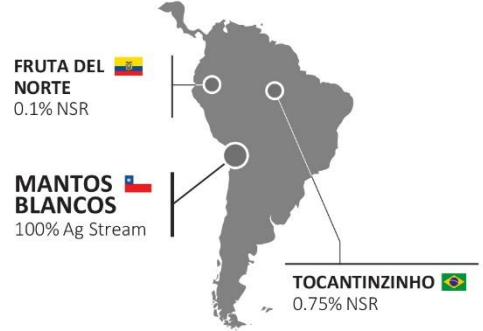 FRUTA DEL
NORTE
0.1% NSR
MANTOS
BLANCOS
100% Ag Stream
TOCANTINZINHO
0.75% NSR